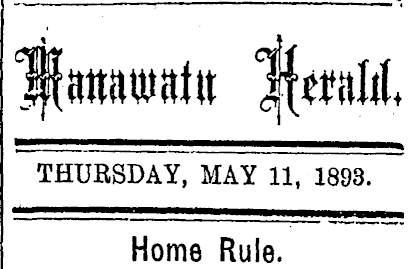 Manawatu Herald.
THURSDAY, MAY 11, 1893.
Home Rule.